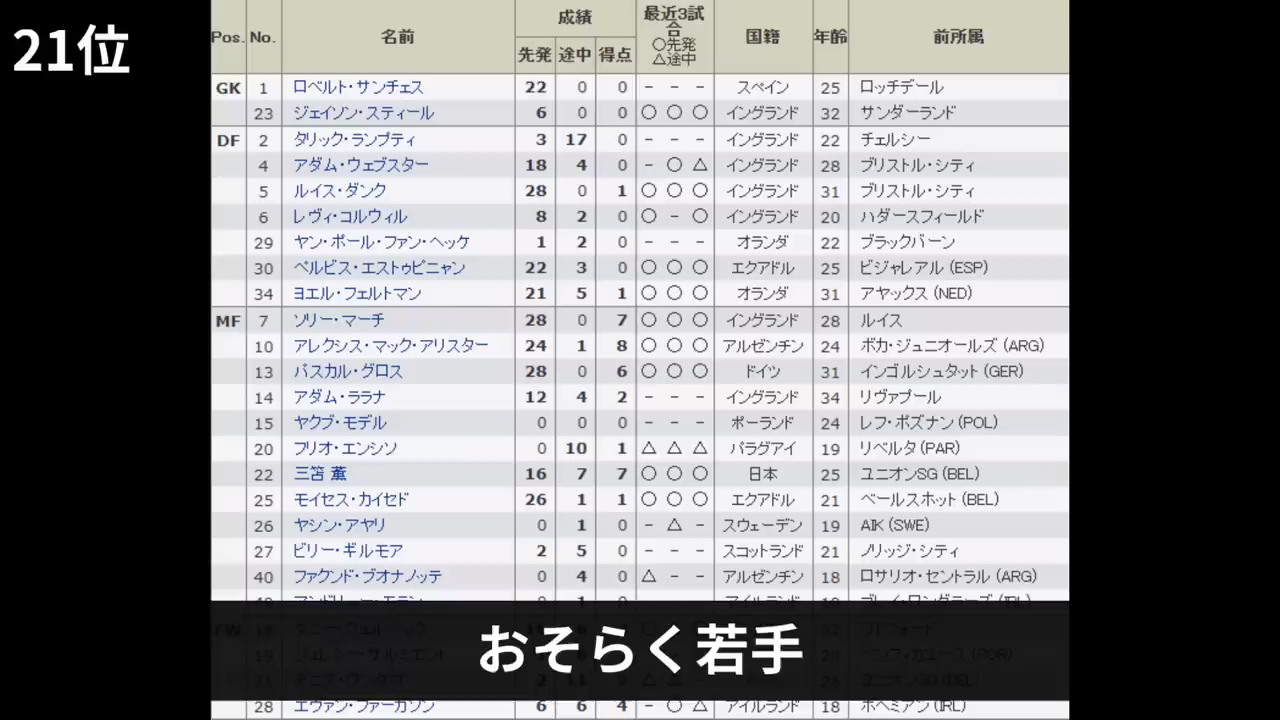 21位
Pos. No. 名前 成績 最近3試合 ○先発 △途中 国籍 年齢 前所属
先発 途中 得点
GK 1 ロベルト・サンチェス 22 0 0 - - - スペイン 25 ロッチデール
23 ジェイソン・スティール 6 0 0 ○ ○ ○ イングランド 32 サンダーランド
DF 2 タリック・ランプティ 3 17 0 - - - イングランド 22 チェルシー
4 アダム・ウェブスター 18 4 0 - ○ △ イングランド 28 ブリストル・シティ
5 ルイス・ダンク 28 0 1 ○ ○ ○ イングランド 31 ブリストル・シティ
6 レヴィ・コルウィル 8 2 0 ○ - ○ イングランド 20 ハダースフィールド
29 ヤン・ポール・ファン・ヘッケ 1 2 0 - - - オランダ 22 ブラックバーン
30 ペルビス・エストゥピニャン 22 3 0 ○ ○ ○ エクアドル 25 ビジャレアル (ESP)
34 ヨエル・フェルトマン 21 5 1 ○ ○ ○ オランダ 31 アヤックス (NED)
MF 7 ソリー・マーチ 28 0 7 ○ ○ ○ イングランド 28 ルイス
10 アレクシス・マック・アリスター 24 1 8 ○ ○ ○ アルゼンチン 24 ボカ・ジュニオールズ (ARG)
13 パスカル・グロス 28 0 6 ○ ○ ○ ドイツ 31 インゴルシュタット (GER)
14 アダム・ララナ 12 4 2 - - - イングランド 34 リヴァプール
15 ヤクブ・モデル 0 0 0 - - - ポーランド 24 レフ・ポズナン (POL)
20 フリオ・エンシソ 0 10 1 △ △ △ パラグアイ 19 リベルタ (PAR)
22 三笘 薫 16 7 7 ○ ○ ○ 日本 25 ユニオンSG (BEL)
25 モイセス・カイセド 26 1 1 ○ ○ ○ エクアドル 21 ベールスホット (BEL)
26 ヤシン・アヤリ 0 1 0 - △ - スウェーデン 19 AIK (SWE)
27 ビリー・ギルモア 2 5 0 - - - スコットランド 21 ノリッジ・シティ
40 ファクンド・ブオナノッテ 0 4 0 △ - - アルゼンチン 18 ロサリオ・セントラル (ARG)
おそらく若手
28 エヴァン・ファーガソン 6 6 4 - ○ △ アイルランド 18 ボヘミアン (IRL)